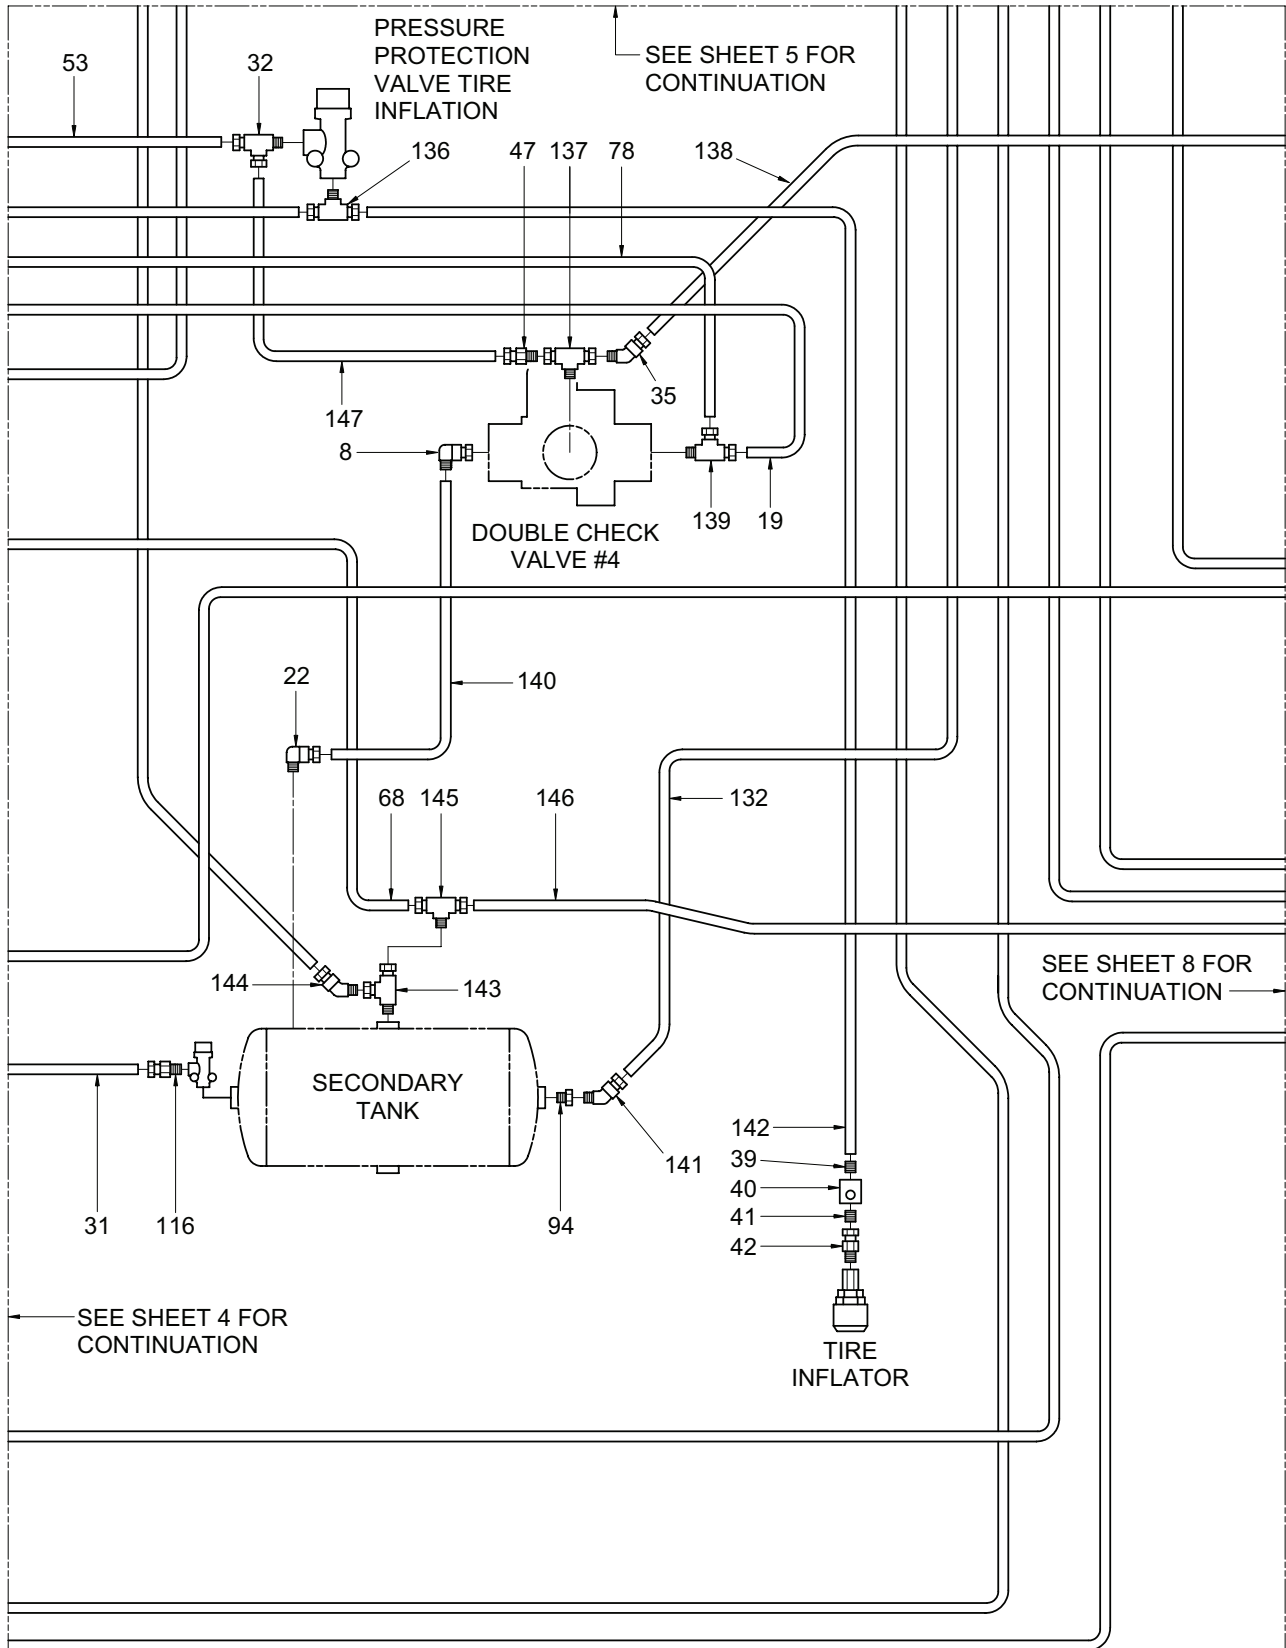 PRESSURE
PROTECTION
VALVE TIRE
INFLATION
SEE SHEET 5 FOR
CONTINUATION
53
32
136
47
137
78
138
35
147
8
139
19
DOUBLE CHECK
VALVE #4
22
140
68
145
146
132
144
143
SEE SHEET 8 FOR
CONTINUATION
SECONDARY
TANK
31
116
94
141
142
39
40
41
42
SEE SHEET 4 FOR
CONTINUATION
TIRE
INFLATOR